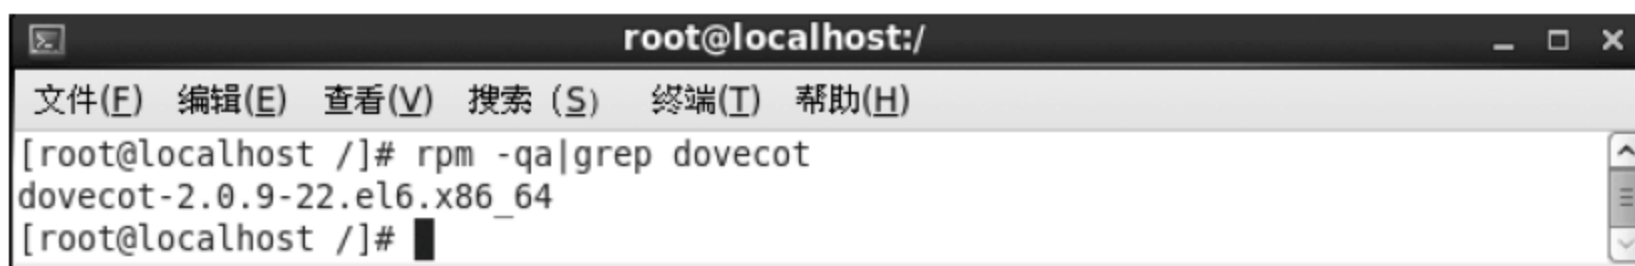 root@localhost:/
文件(F) 编辑(E) 查看(V) 搜索（S） 终端(T) 帮助(H)
[root@localhost /]# rpm -qa|grep dovecot
dovecot-2.0.9-22.el6.x86_64
[root@localhost /]#